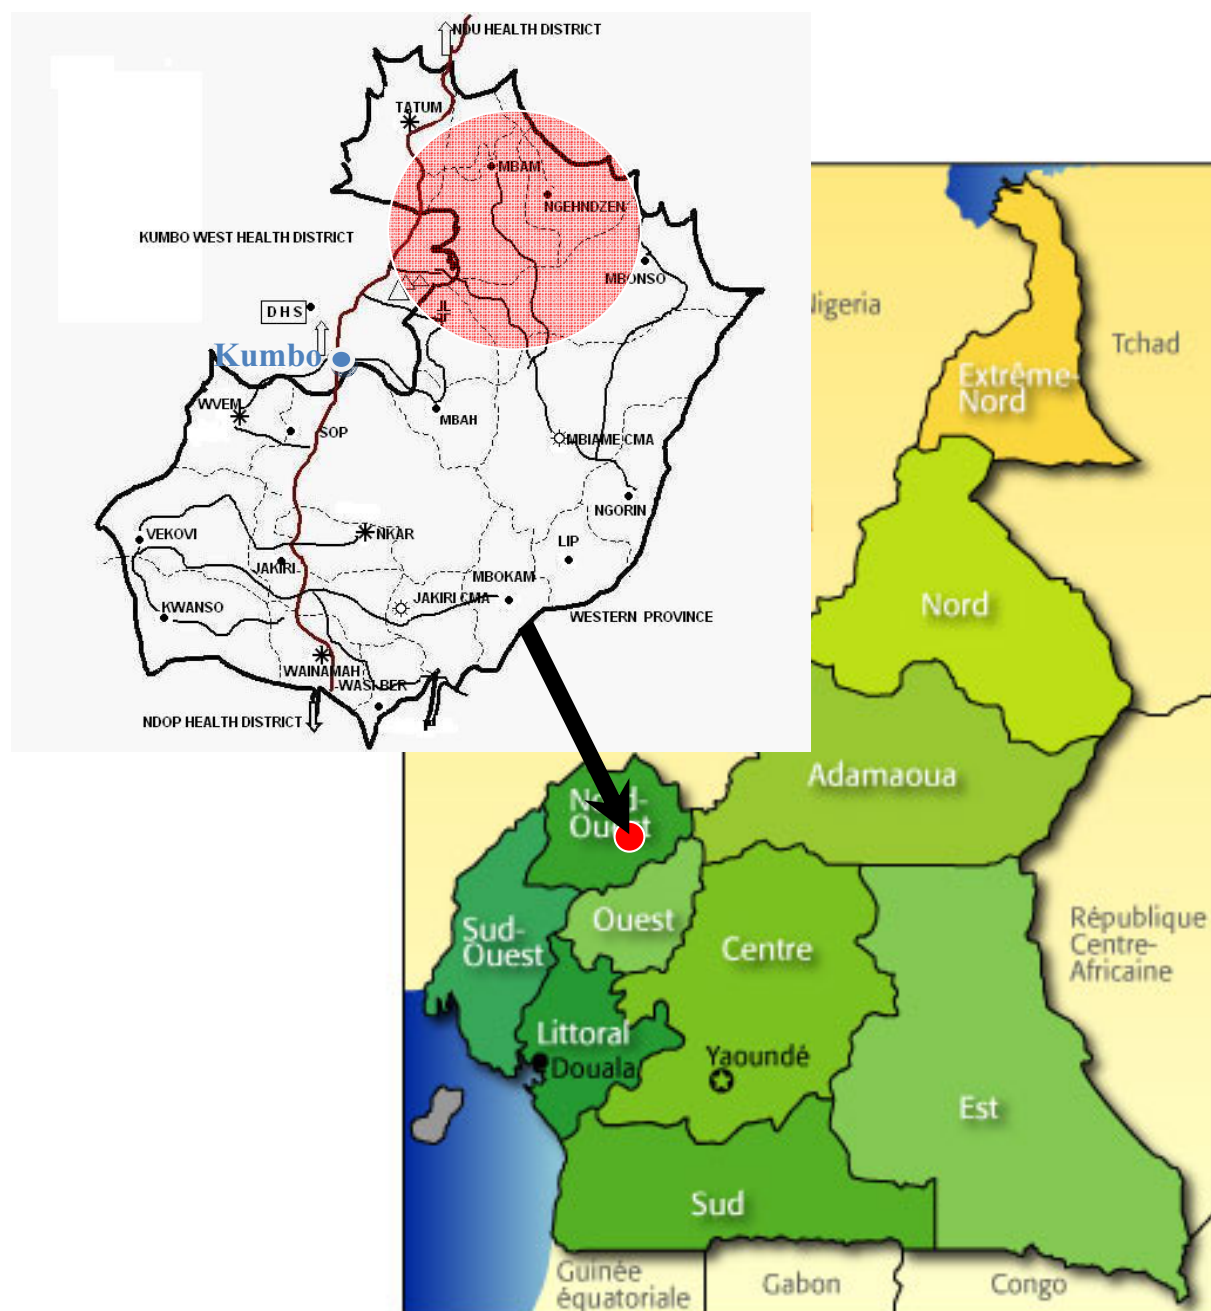 NDU HEALTH DISTRICT
TATUM
MBAM
NGEHNDZEN
KUMBO WEST HEALTH DISTRICT
MBONSO
D H S
Kumbo
WVEM
SOP
MBAH
MBIAME CMA
NGORIN
VEKOVI
NKAR
LIP
JAKIRI
MBOKAM
JAKIRI CMA
KWANSO
WESTERN PROVINCE
WAINAMAH
WASI BER
NDOP HEALTH DISTRICT
Tchad
Extrême-
Nord
Nord
Adamaoua
Nord-
Ouest
Ouest
Sud-
Ouest
Centre
République
Centre-
Africaine
Littoral
Douala
Yaoundé
Est
Sud
Guinée
équatoriale
Gabon
Congo